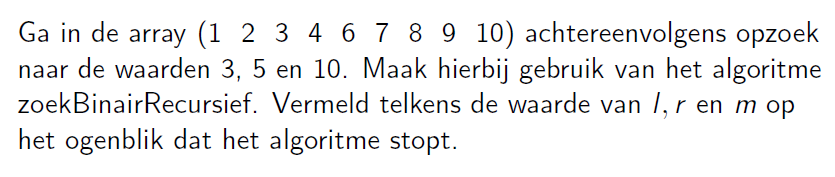 Ga in de array (1 2 3 4 6 7 8 9 10) achtereenvolgens opzoek
naar de waarden 3, 5 en 10. Maak hierbij gebruik van het algoritme
zoekBinairRecursief. Vermeld telkens de waarde van l, r en m op
het ogenblik dat het algoritme stopt.